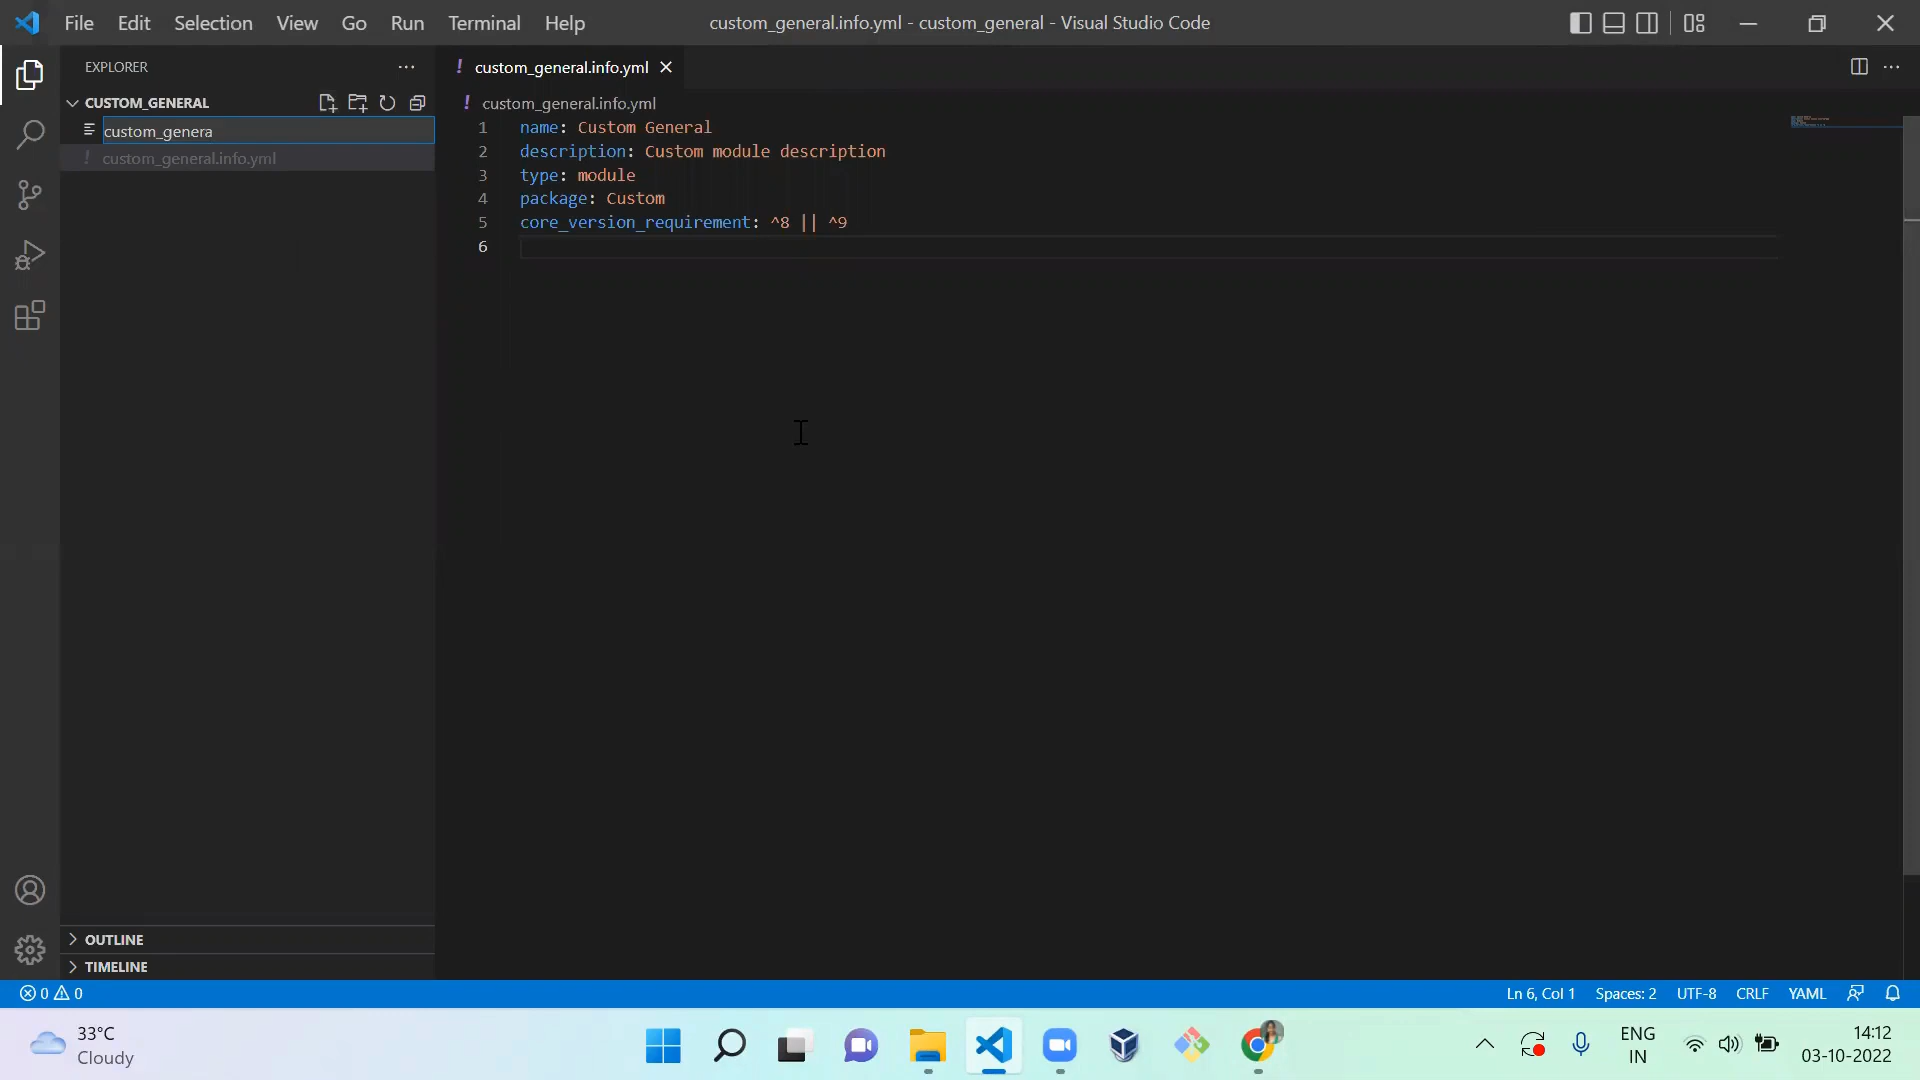 File Edit Selection View Go Run Terminal Help
custom_general.info.yml - custom_general - Visual Studio Code
EXPLORER
CUSTOM_GENERAL
custom_genera
custom_general.info.yml
OUTLINE
TIMELINE
! custom_general.info.yml
! custom_general.info.yml
1 name: Custom General
2 description: Custom module description
3 type: module
4 package: Custom
5 core_version_requirement: ^8 || ^9
6
0 0
Ln 6, Col 1 Spaces: 2 UTF-8 CRLF YAML
33°C
Cloudy
ENG
IN
14:12
03-10-2022